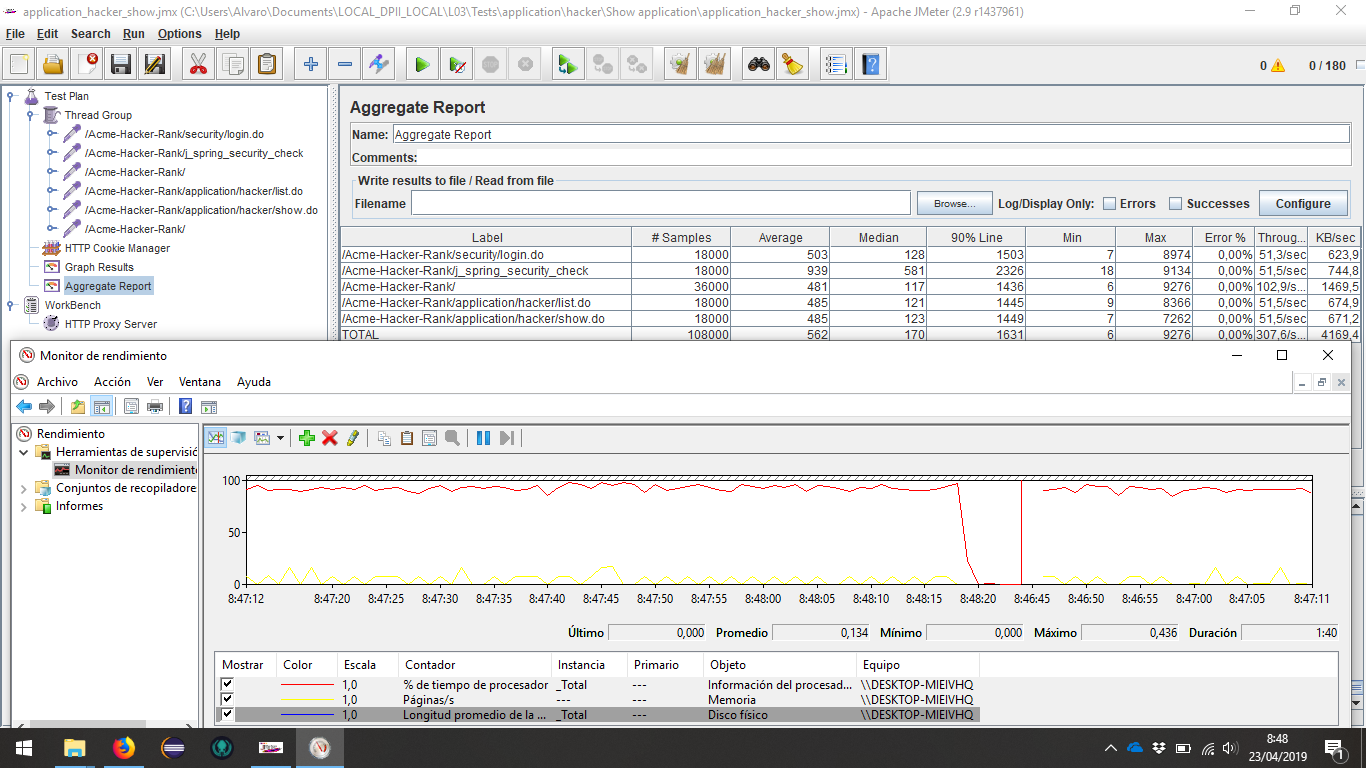 application_hacker_show.jmx (C:\Users\Alvaro\Documents\LOCAL_DPII_LOCAL\L03\Tests\application\hacker\Show application\application_hacker_show.jmx) - Apache JMeter (2.9 r1437961)
File Edit Search Run Options Help
0 0 / 180
Test Plan
Thread Group
/Acme-Hacker-Rank/security/login.do
/Acme-Hacker-Rank/j_spring_security_check
/Acme-Hacker-Rank/
/Acme-Hacker-Rank/application/hacker/list.do
/Acme-Hacker-Rank/application/hacker/show.do
/Acme-Hacker-Rank/
HTTP Cookie Manager
Graph Results
Aggregate Report
WorkBench
HTTP Proxy Server
Aggregate Report
Name: Aggregate Report
Comments:
Write results to file / Read from file
Filename Browse... Log/Display Only: Errors Successes Configure
Label # Samples Average Median 90% Line Min Max Error % Throug... KB/sec
/Acme-Hacker-Rank/security/login.do 18000 503 128 1503 7 8974 0,00% 51,3/sec 623,9
/Acme-Hacker-Rank/j_spring_security_check 18000 939 581 2326 18 9134 0,00% 51,5/sec 744,8
/Acme-Hacker-Rank/ 36000 481 117 1436 6 9276 0,00% 102,9/s... 1469,5
/Acme-Hacker-Rank/application/hacker/list.do 18000 485 121 1445 9 8366 0,00% 51,5/sec 674,9
/Acme-Hacker-Rank/application/hacker/show.do 18000 485 123 1449 7 7262 0,00% 51,5/sec 671,2
TOTAL 108000 562 170 1631 6 9276 0,00% 307,6/s... 4169,4
Monitor de rendimiento
Archivo Acción Ver Ventana Ayuda
Rendimiento
Herramientas de supervisió
Monitor de rendimient
Conjuntos de recopiladore
Informes
100
50
0
8:47:12 8:47:20 8:47:25 8:47:30 8:47:35 8:47:40 8:47:45 8:47:50 8:47:55 8:48:00 8:48:05 8:48:10 8:48:15 8:48:20 8:46:45 8:46:50 8:46:55 8:47:00 8:47:05 8:47:11
Último 0,000 Promedio 0,134 Mínimo 0,000 Máximo 0,436 Duración 1:40
Mostrar Color Escala Contador Instancia Primario Objeto Equipo
1,0 % de tiempo de procesador _Total --- Información del procesad... \\DESKTOP-MIEIVHQ
1,0 Páginas/s --- --- Memoria \\DESKTOP-MIEIVHQ
1,0 Longitud promedio de la ... _Total --- Disco físico \\DESKTOP-MIEIVHQ
8:48
23/04/2019
1